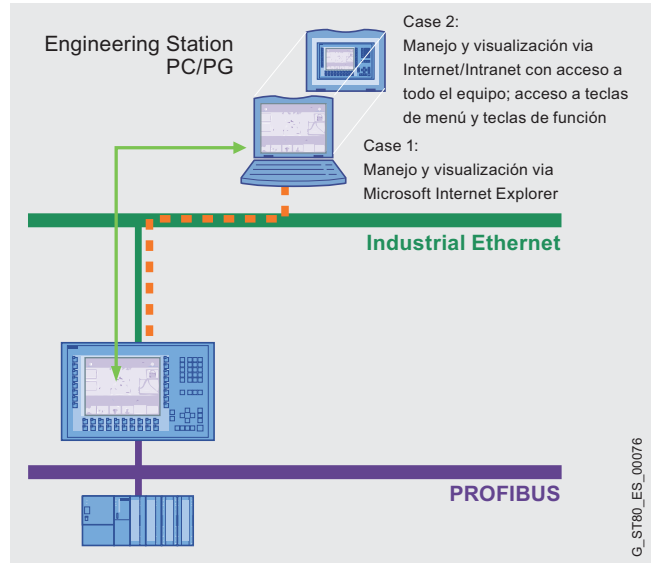 Engineering Station
PC/PG
Case 2:
Manejo y visualización via
Internet/Intranet con acceso a
todo el equipo; acceso a teclas
de menú y teclas de función
Case 1:
Manejo y visualización via
Microsoft Internet Explorer
Industrial Ethernet
PROFIBUS
G_ST80_ES_00076